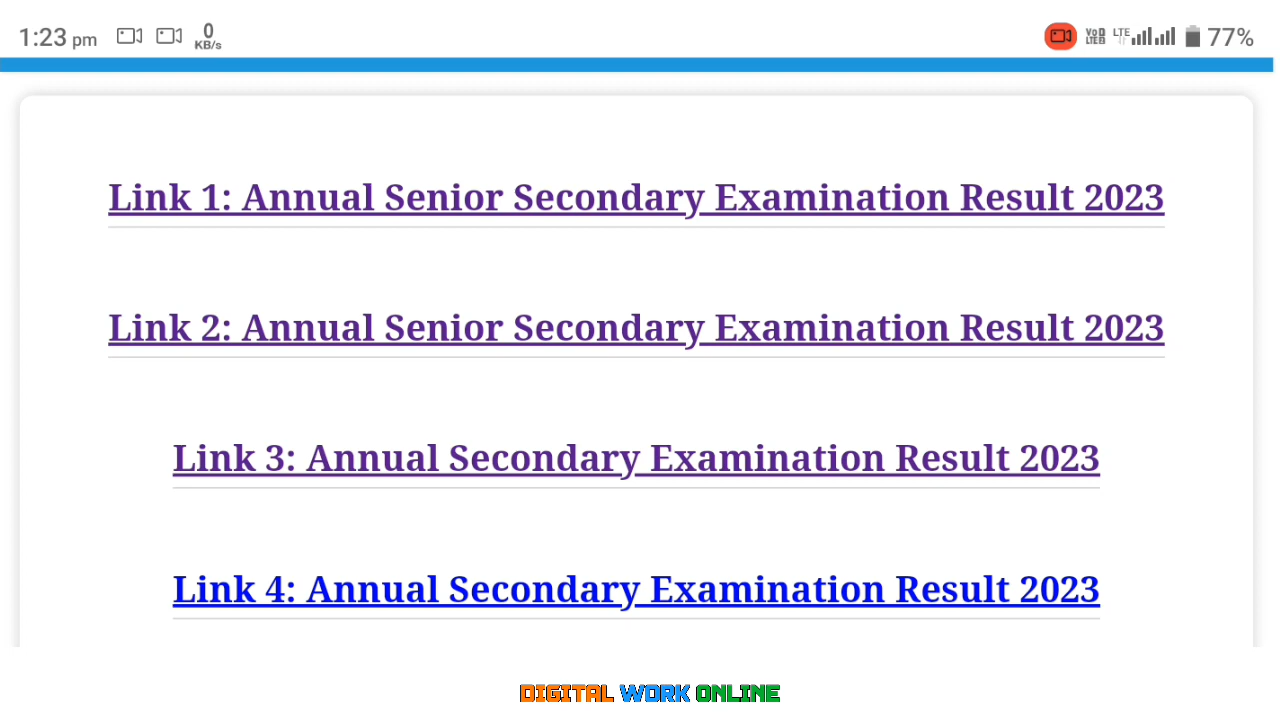 1:23 pm 0 KB/s VoD LTE2 LTE 77%
Link 1: Annual Senior Secondary Examination Result 2023
Link 2: Annual Senior Secondary Examination Result 2023
Link 3: Annual Secondary Examination Result 2023
Link 4: Annual Secondary Examination Result 2023
DIGITAL WORK ONLINE